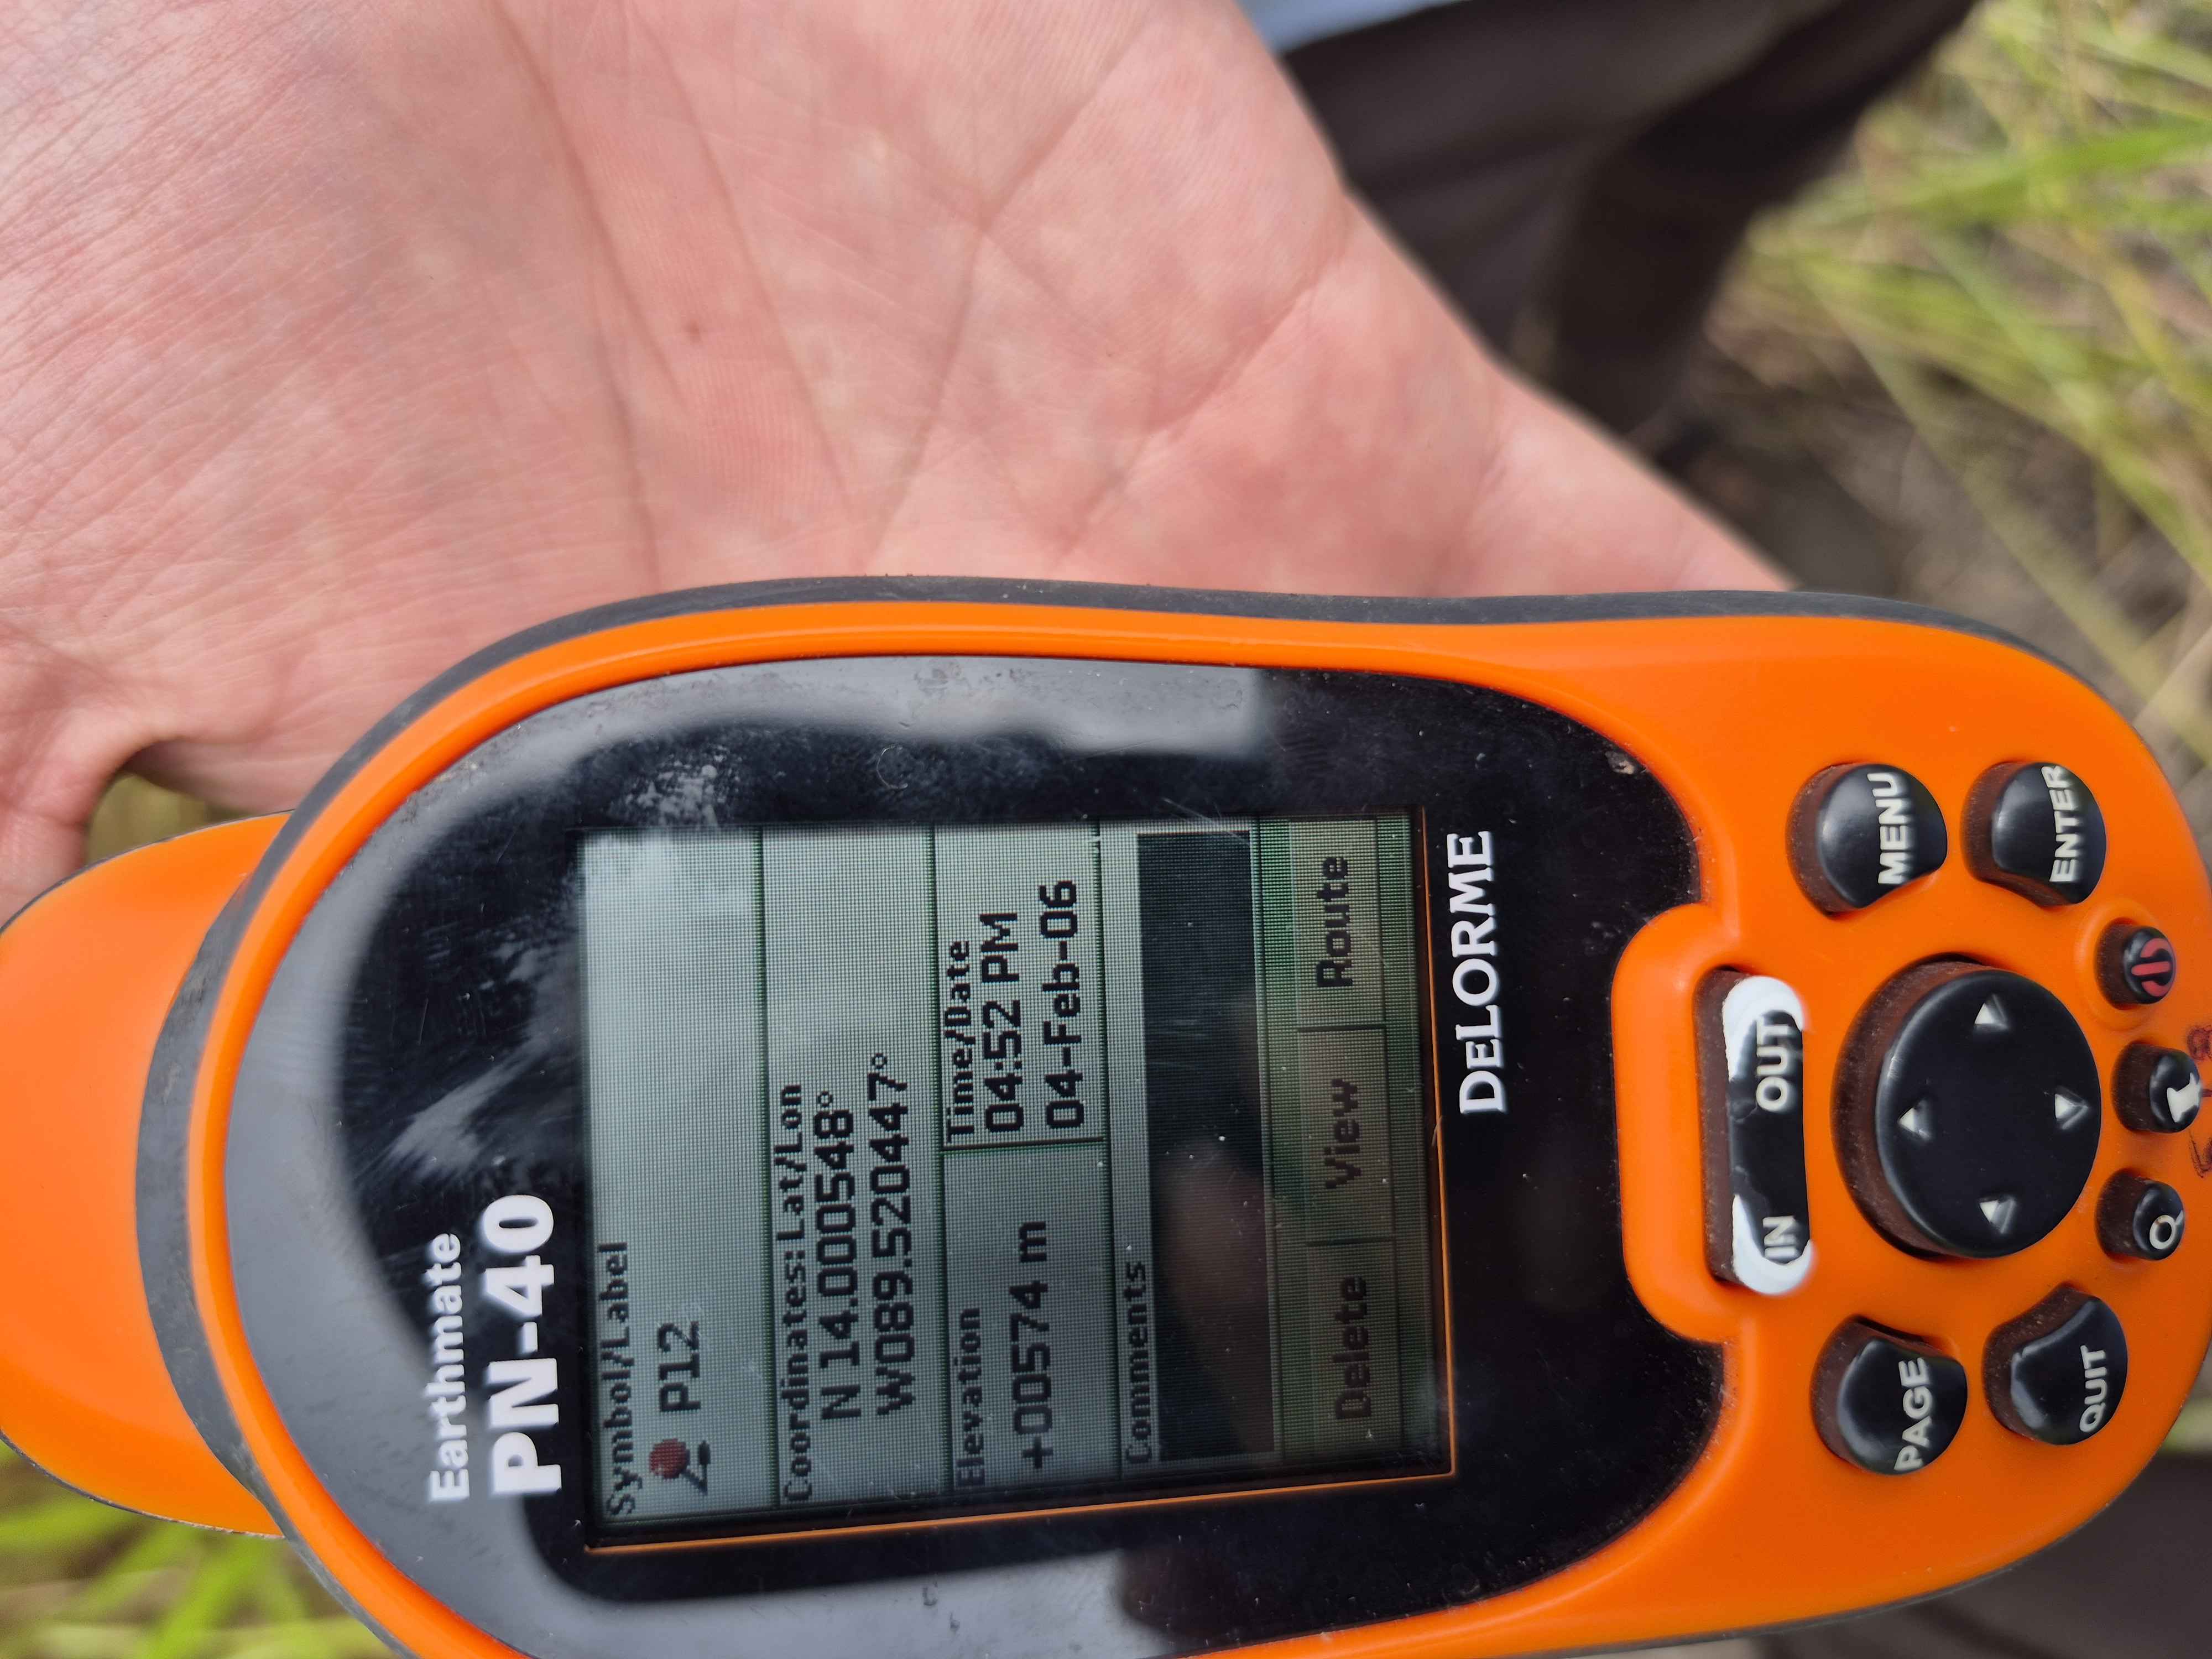 Earthmate
PN-40
Symbol/Label
P12
Coordinates: Lat/Lon
N 14.000548°
W089.520447°
Elevation
+00574 m
Time/Date
04:52 PM
04-Feb-06
Comments
Delete View Route
DELORME
IN OUT
PAGE
MENU
QUIT
ENTER